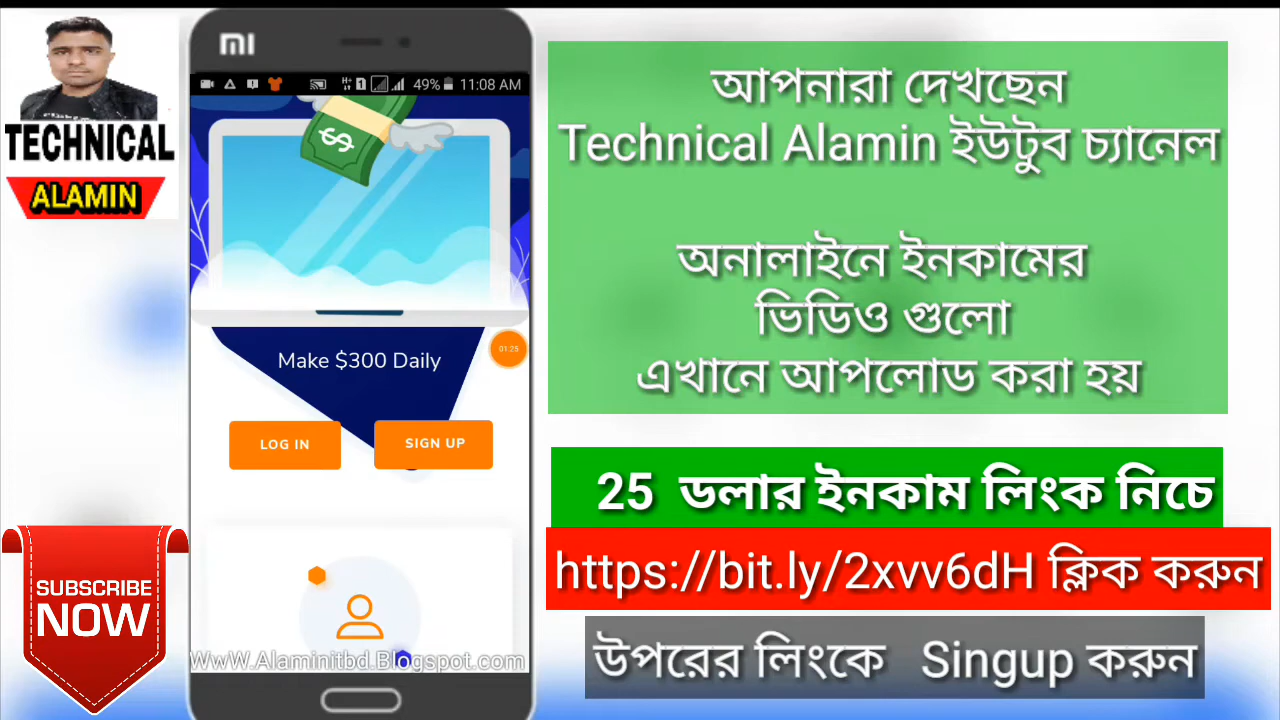 TECHNICAL
ALAMIN
SUBSCRIBE
NOW
MI
49% 11:08 AM
Make $300 Daily
01:25
LOG IN
SIGN UP
WwW.Alaminitbd.Blogspot.com
আপনারা দেখছেন
Technical Alamin ইউটুব চ্যানেল
অনালাইনে ইনকামের
ভিডিও গুলো
এখানে আপলোড করা হয়
25 ডলার ইনকাম লিংক নিচে
https://bit.ly/2xvv6dH ক্লিক করুন
উপরের লিংকে Singup করুন